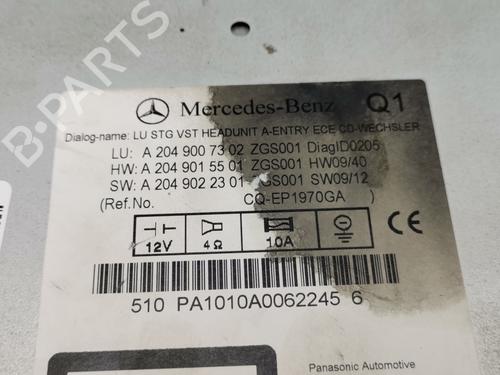 Mercedes-Benz Q1
Dialog-name: LU STG VST HEADUNIT A-ENTRY ECE CD-WECHSLER
LU: A 204 900 73 02 ZGS001 DiagID0205
HW: A 204 901 55 01 ZGS001 HW09/40
SW: A 204 902 23 01 ZGS001 SW09/12
(Ref.No. CQ-EP1970GA )
12V 4Ω 10A CE
510 PA1010A0062245 6
Panasonic Automotive